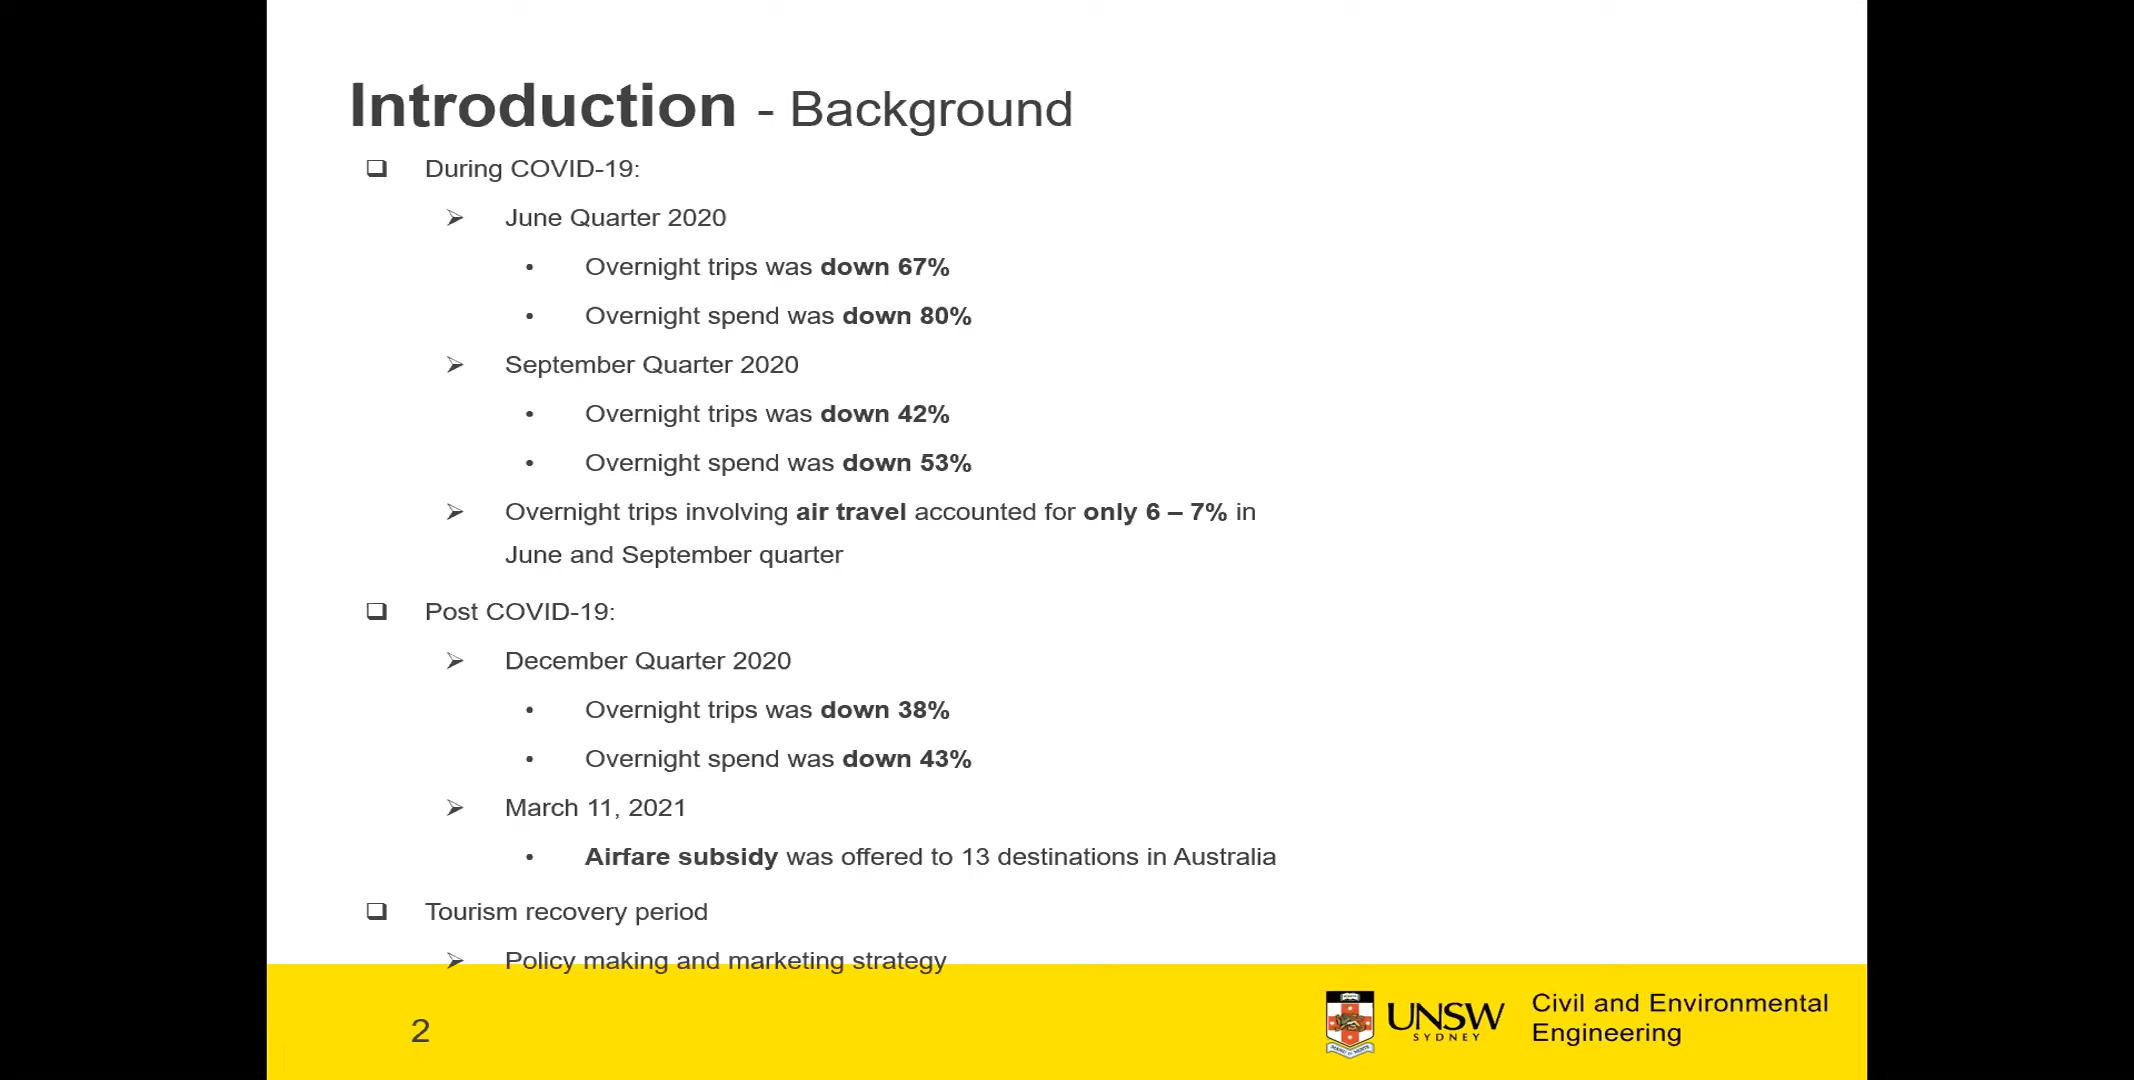 Introduction - Background
❑ During COVID-19:
➢ June Quarter 2020
• Overnight trips was down 67%
• Overnight spend was down 80%
➢ September Quarter 2020
• Overnight trips was down 42%
• Overnight spend was down 53%
➢ Overnight trips involving air travel accounted for only 6 – 7% in
June and September quarter
❑ Post COVID-19:
➢ December Quarter 2020
• Overnight trips was down 38%
• Overnight spend was down 43%
➢ March 11, 2021
• Airfare subsidy was offered to 13 destinations in Australia
❑ Tourism recovery period
➢ Policy making and marketing strategy
2
UNSW
SYDNEY
Civil and Environmental
Engineering